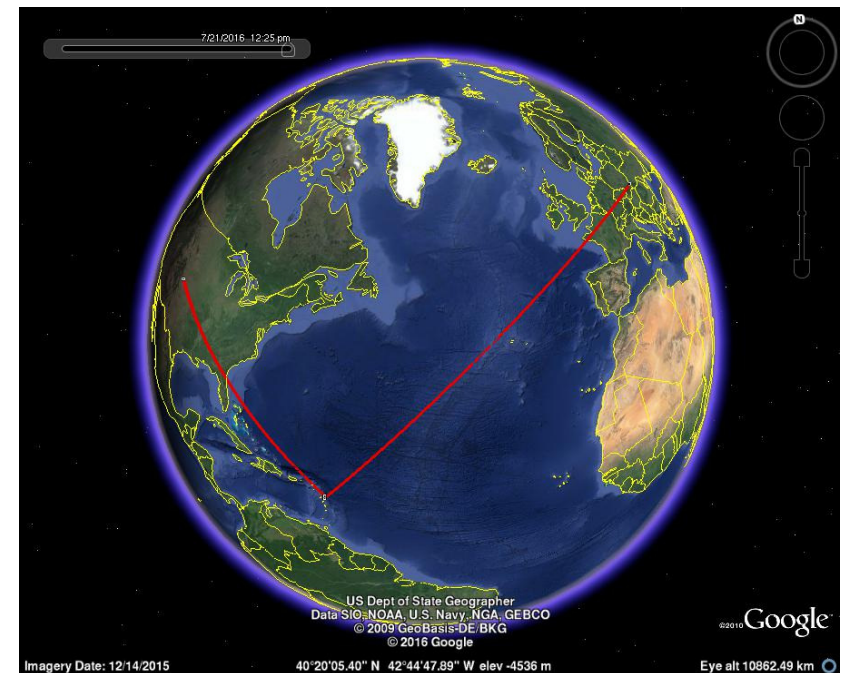 7/21/2016 12:25 pm
N
US Dept of State Geographer
Data SIO, NOAA, U.S. Navy, NGA, GEBCO
© 2009 GeoBasis-DE/BKG
© 2016 Google
©2010 Google
Imagery Date: 12/14/2015 40°20'05.40" N 42°44'47.89" W elev -4536 m Eye alt 10862.49 km